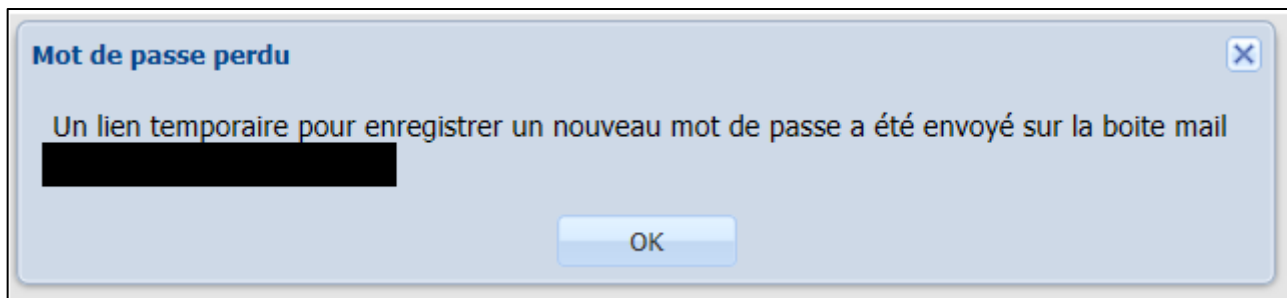 Mot de passe perdu
Un lien temporaire pour enregistrer un nouveau mot de passe a été envoyé sur la boite mail
OK